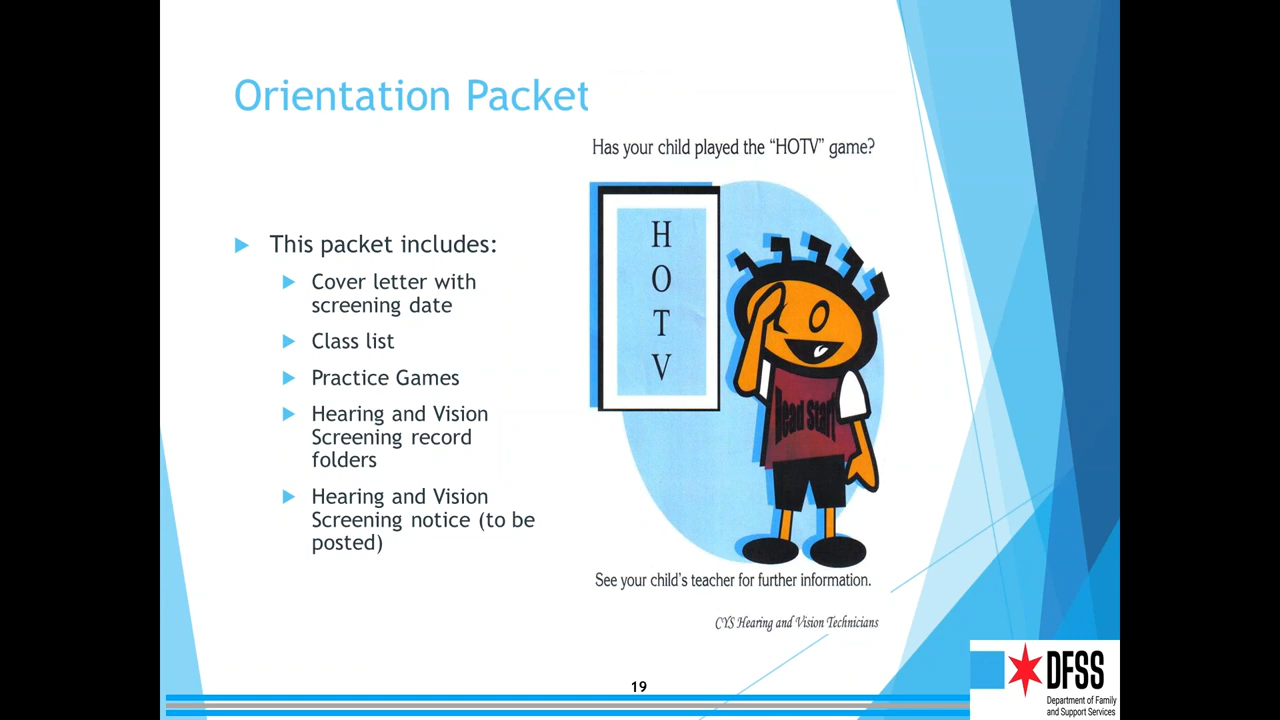 Orientation Packet
Has your child played the “HOTV” game?
This packet includes:
Cover letter with
screening date
Class list
Practice Games
Hearing and Vision
Screening record
folders
Hearing and Vision
Screening notice (to be
posted)
H
O
T
V
Head Start
See your child's teacher for further information.
CYS Hearing and Vision Technicians
19
DFSS
Department of Family
and Support Services